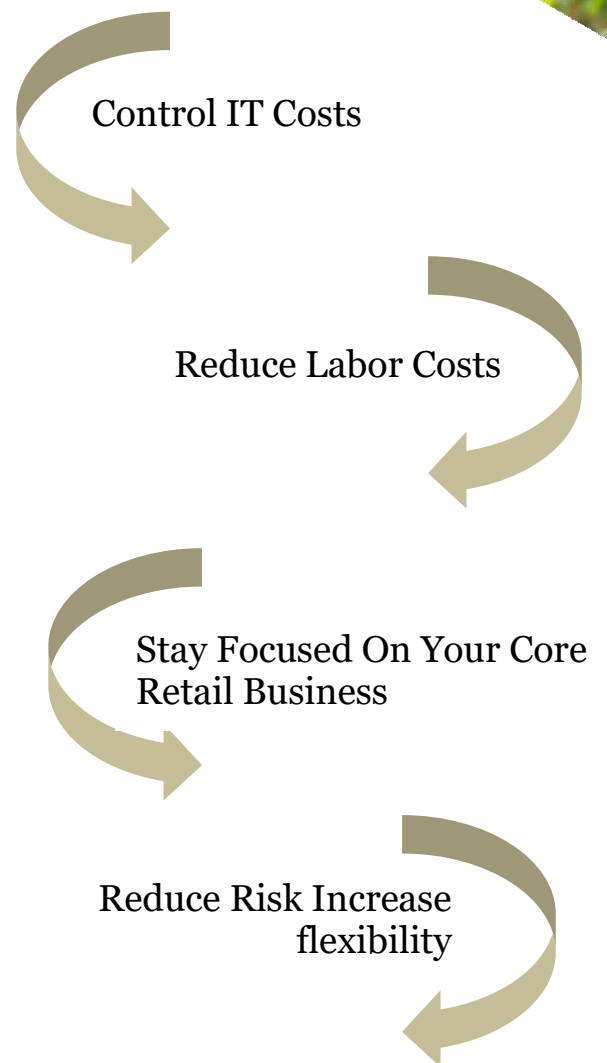 Control IT Costs
Reduce Labor Costs
Stay Focused On Your Core
Retail Business
Reduce Risk Increase
flexibility